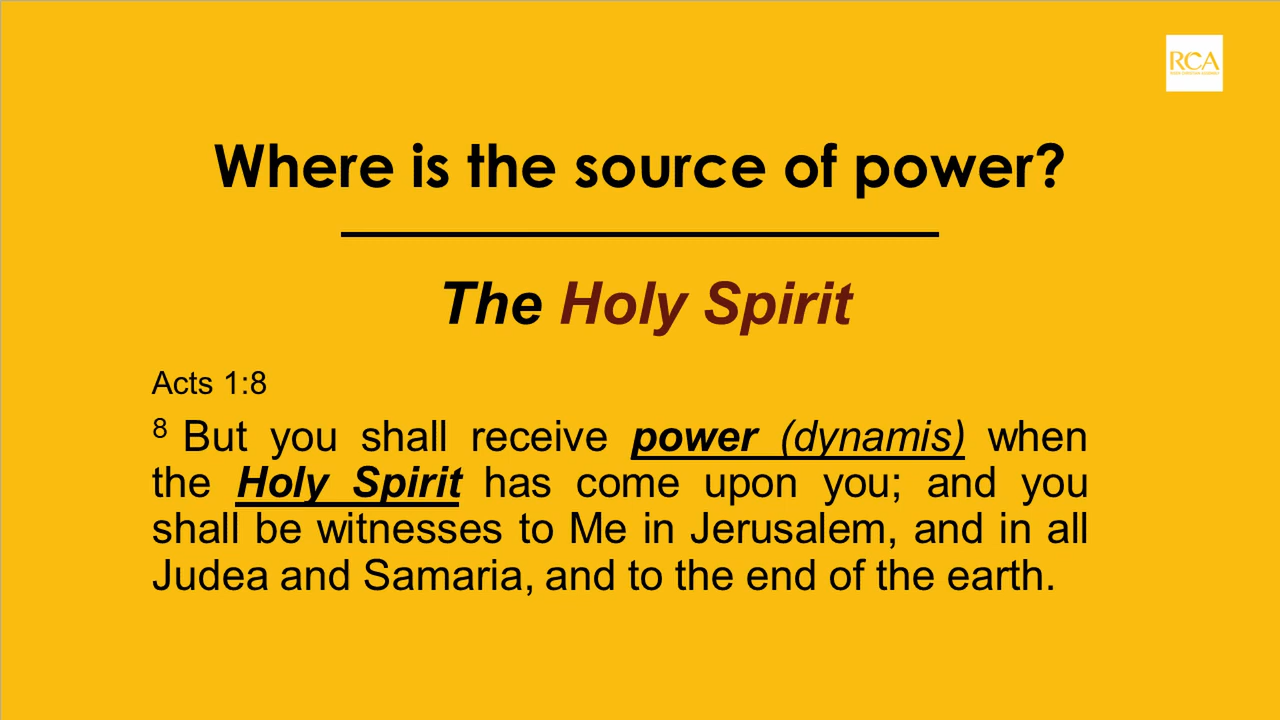 RCA
Where is the source of power?
The Holy Spirit
Acts 1:8
8 But you shall receive power (dynamis) when
the Holy Spirit has come upon you; and you
shall be witnesses to Me in Jerusalem, and in all
Judea and Samaria, and to the end of the earth.